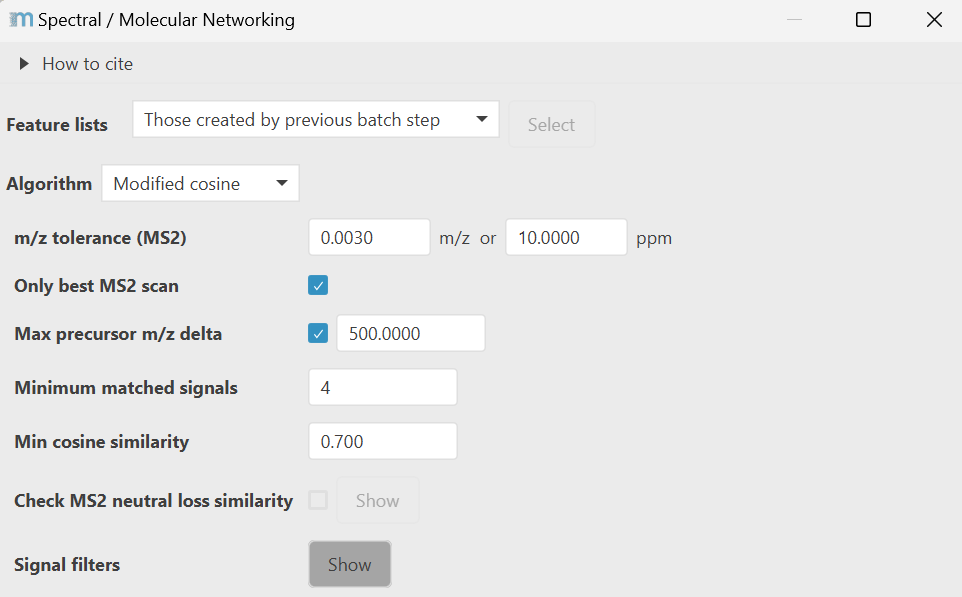 Spectral / Molecular Networking
How to cite
Feature lists Those created by previous batch step Select
Algorithm Modified cosine
m/z tolerance (MS2) 0.0030 m/z or 10.0000 ppm
Only best MS2 scan
Max precursor m/z delta 500.0000
Minimum matched signals 4
Min cosine similarity 0.700
Check MS2 neutral loss similarity Show
Signal filters Show